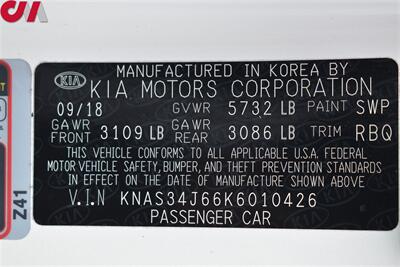 CIA
MANUFACTURED IN KOREA BY
KIA KIA MOTORS CORPORATION
09/18 GVWR 5732 LB PAINT SWP
GAWR FRONT 3109 LB GAWR REAR 3086 LB TRIM RBQ
THIS VEHICLE CONFORMS TO ALL APPLICABLE U.S.A. FEDERAL
MOTOR VEHICLE SAFETY, BUMPER, AND THEFT PREVENTION STANDARDS
IN EFFECT ON THE DATE OF MANUFACTURE SHOWN ABOVE
V.I.N KNAS34J66K6010426
PASSENGER CAR
Z41